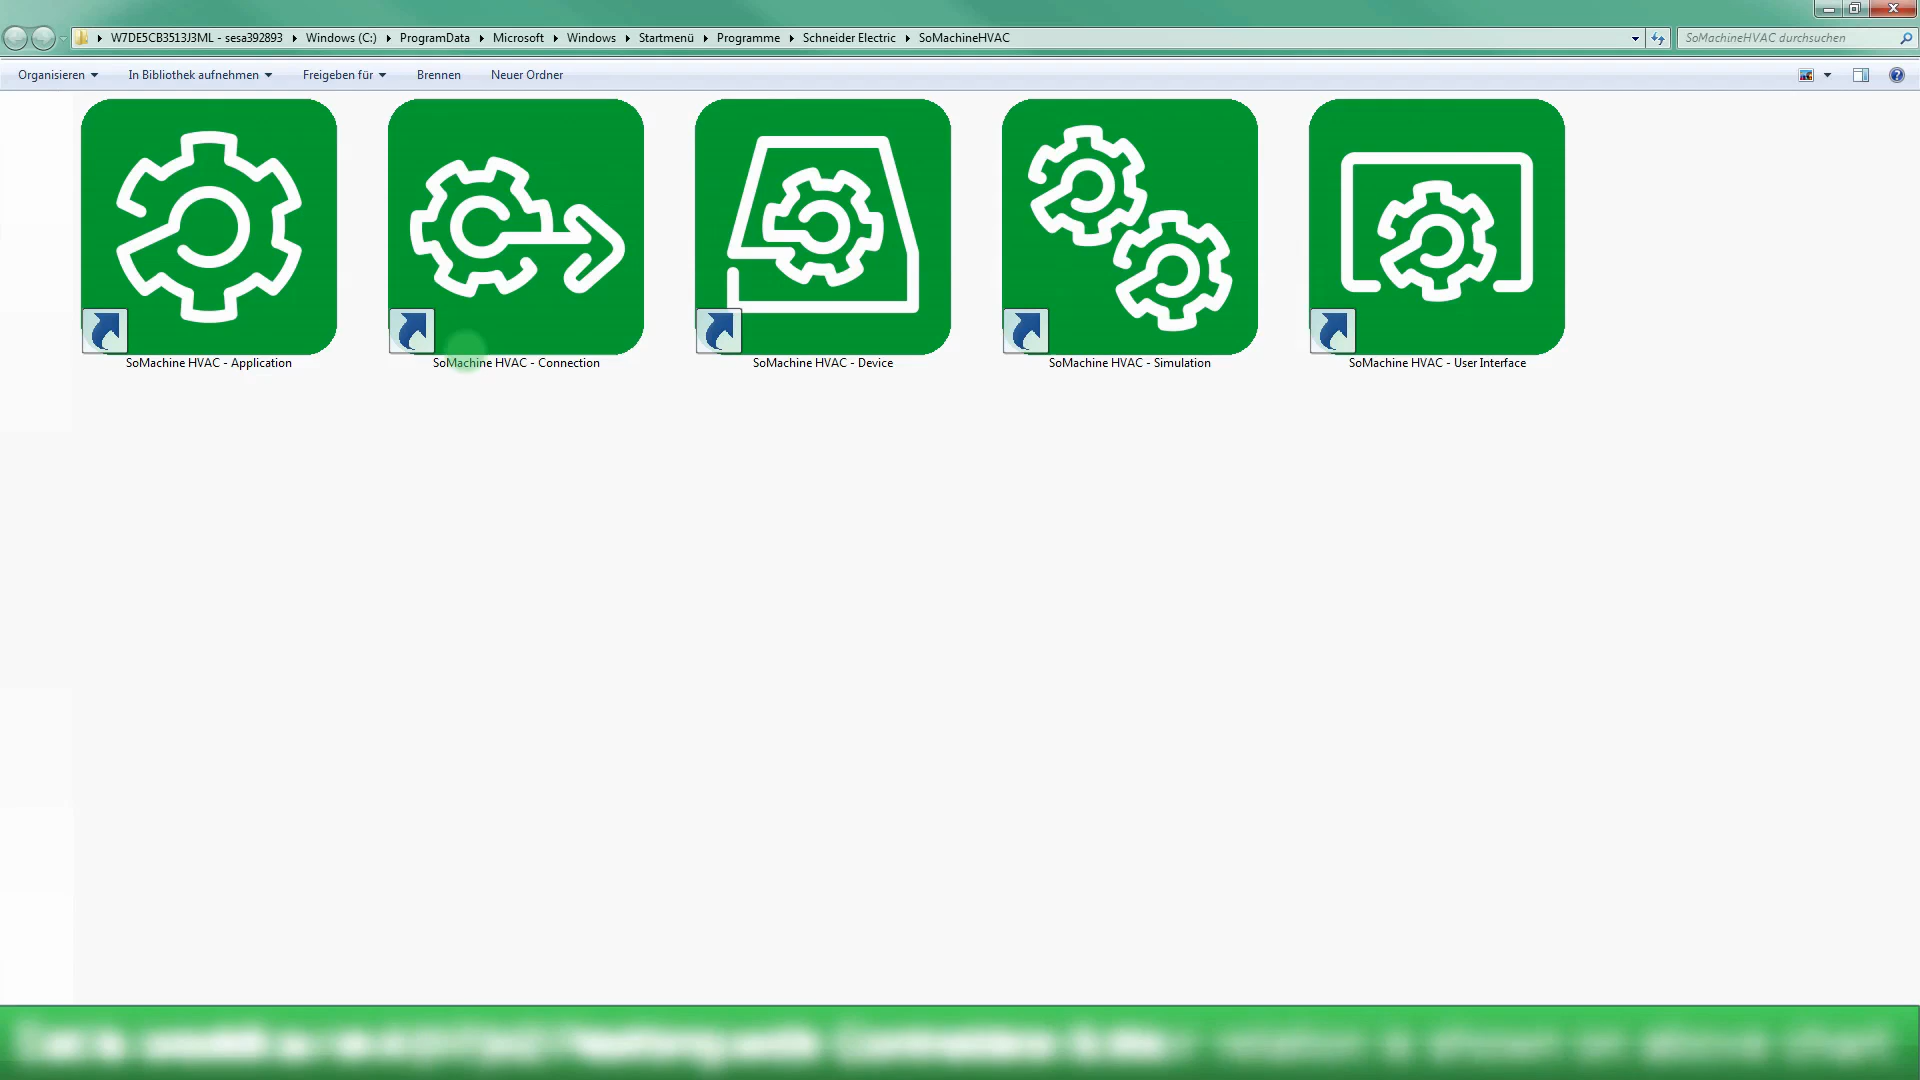 W7DE5CB3513J3ML - sesa392893 Windows (C:) ProgramData Microsoft Windows Startmenü Programme Schneider Electric SoMachineHVAC SoMachineHVAC durchsuchen
Organisieren In Bibliothek aufnehmen Freigeben für Brennen Neuer Ordner
SoMachine HVAC - Application SoMachine HVAC - Connection SoMachine HVAC - Device SoMachine HVAC - Simulation SoMachine HVAC - User Interface